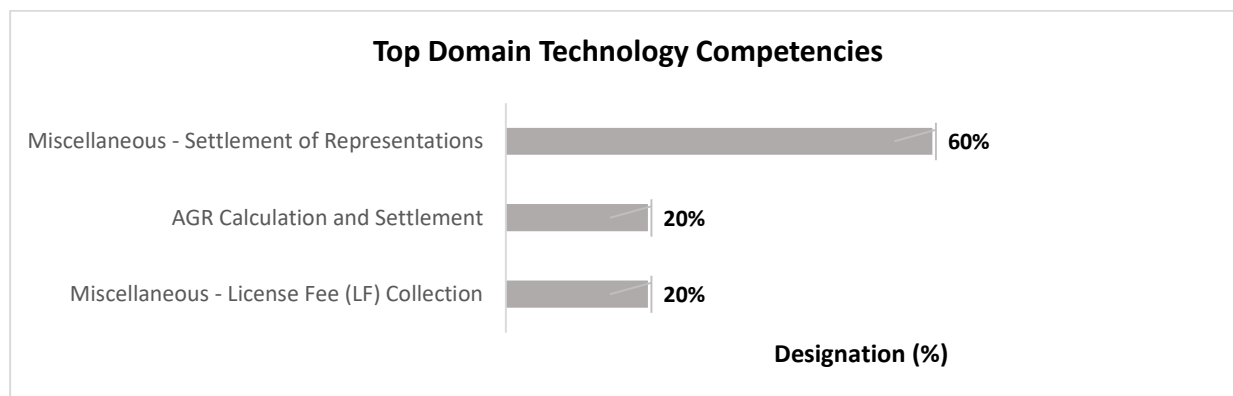 Top Domain Technology Competencies
Miscellaneous - Settlement of Representations
60%
AGR Calculation and Settlement
20%
Miscellaneous - License Fee (LF) Collection
20%
Designation (%)